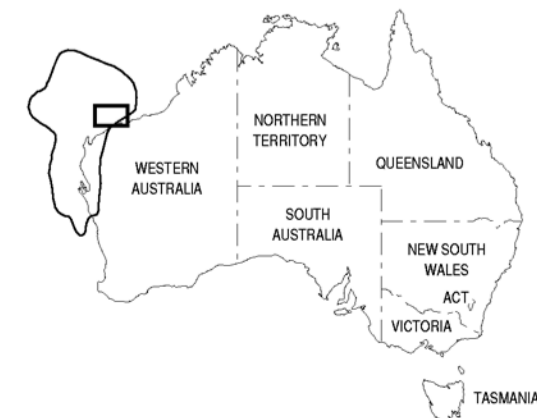 NORTHERN
TERRITORY
QUEENSLAND
WESTERN
AUSTRALIA
SOUTH
AUSTRALIA
NEW SOUTH
WALES
ACT
VICTORIA
TASMANIA